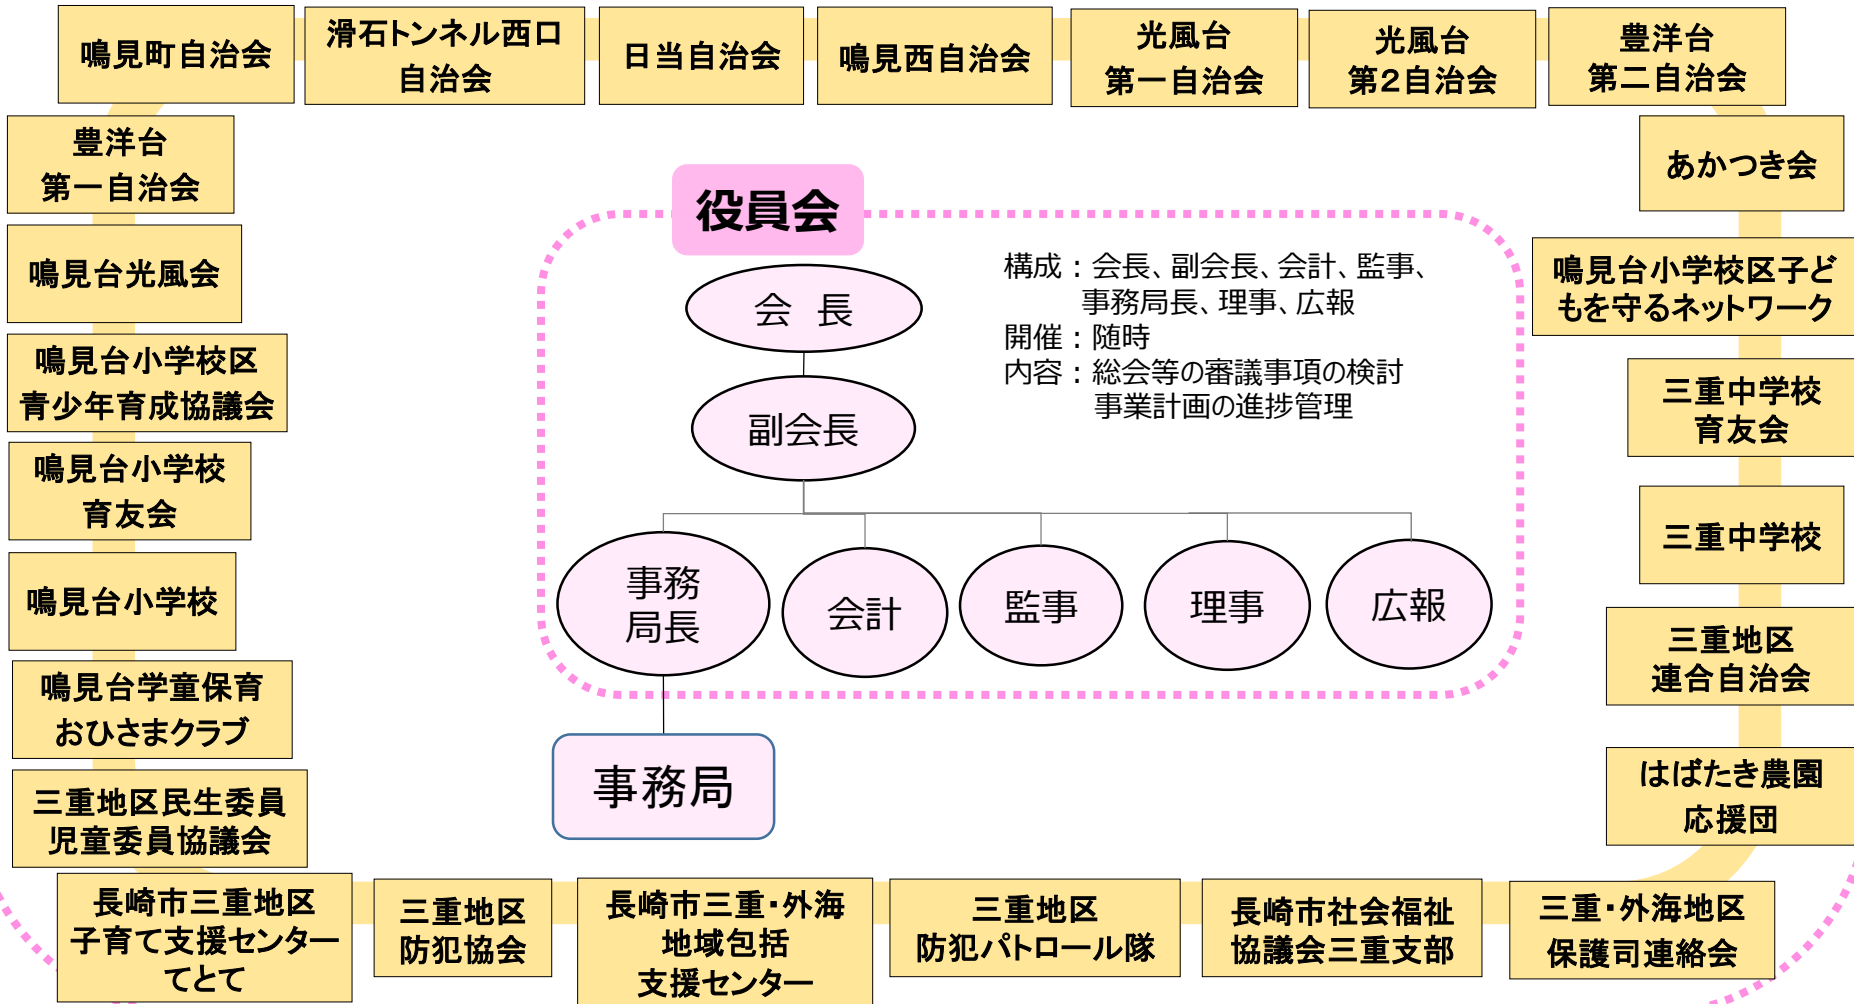 鳴見町自治会
滑石トンネル西口
自治会
日当自治会
鳴見西自治会
光風台
第一自治会
光風台
第2自治会
豊洋台
第二自治会
豊洋台
第一自治会
鳴見台光風会
鳴見台小学校区
青少年育成協議会
鳴見台小学校
育友会
鳴見台小学校
鳴見台学童保育
おひさまクラブ
三重地区民生委員
児童委員協議会
役員会
会 長
副会長
構成：会長、副会長、会計、監事、
事務局長、理事、広報
開催：随時
内容：総会等の審議事項の検討
事業計画の進捗管理
事務
局長
会計
監事
理事
広報
事務局
あかつき会
鳴見台小学校区子ど
もを守るネットワーク
三重中学校
育友会
三重中学校
三重地区
連合自治会
はばたき農園
応援団
長崎市三重地区
子育て支援センター
てとて
三重地区
防犯協会
長崎市三重・外海
地域包括
支援センター
三重地区
防犯パトロール隊
長崎市社会福祉
協議会三重支部
三重・外海地区
保護司連絡会